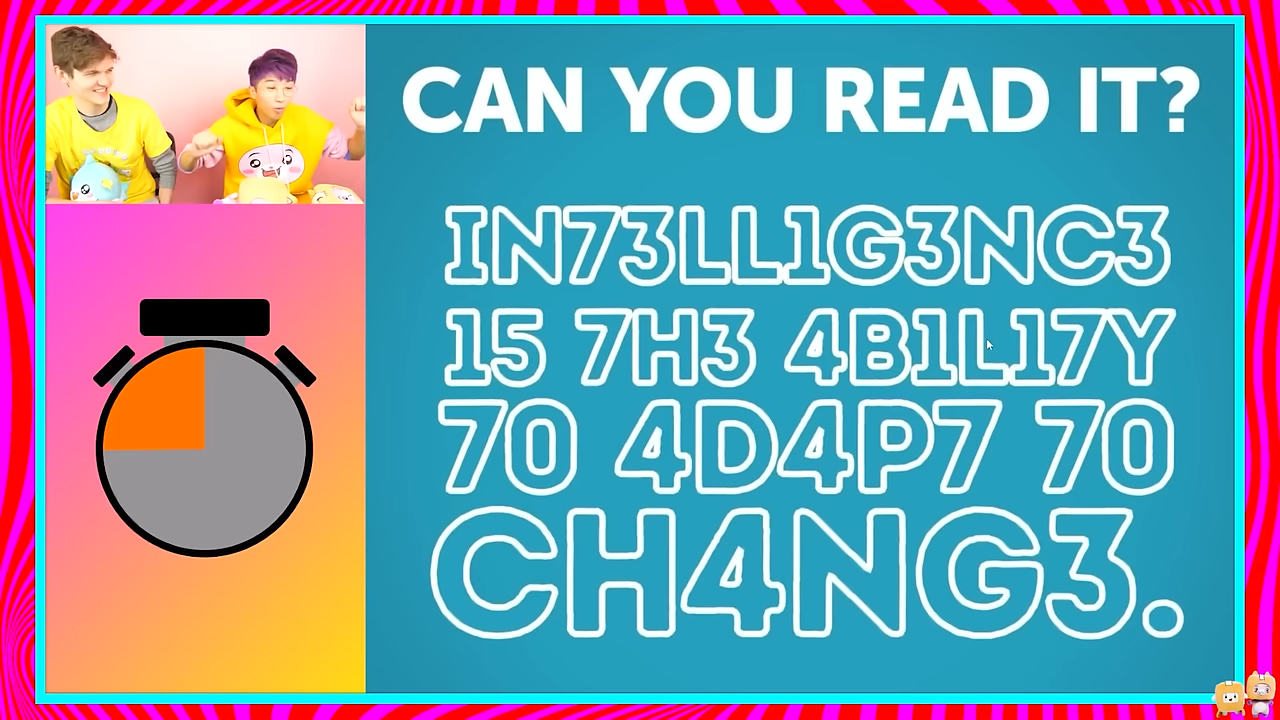 CAN YOU READ IT?
IN73LL1G3NC3
15 7H3 4B1L17Y
70 4D4P7 70
CH4NG3.